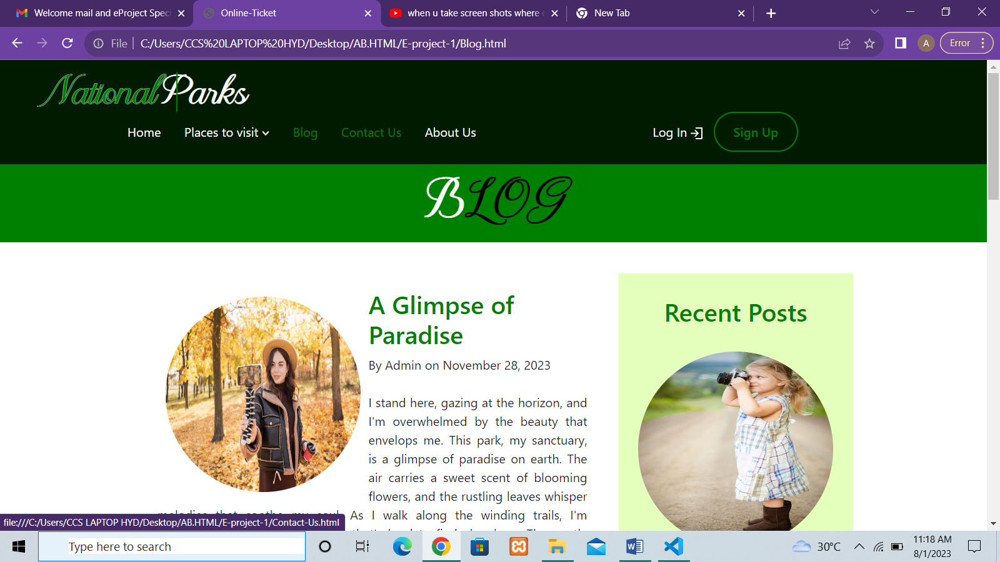 Welcome mail and eProject Speci
Online-Ticket
when u take screen shots where
New Tab
File
C:/Users/CCS%20LAPTOP%20HYD/Desktop/AB.HTML/E-project-1/Blog.html
A
Error
NationalParks
Home
Places to visit
Blog
Contact Us
About Us
Log In
Sign Up
BLOG
A Glimpse of
Paradise
By Admin on November 28, 2023
I stand here, gazing at the horizon, and
I'm overwhelmed by the beauty that
envelops me. This park, my sanctuary,
is a glimpse of paradise on earth. The
air carries a sweet scent of blooming
flowers, and the rustling leaves whisper
As I walk along the winding trails, I'm
Recent Posts
file:///C:/Users/CCS LAPTOP HYD/Desktop/AB.HTML/E-project-1/Contact-Us.html
Type here to search
30°C
11:18 AM
8/1/2023